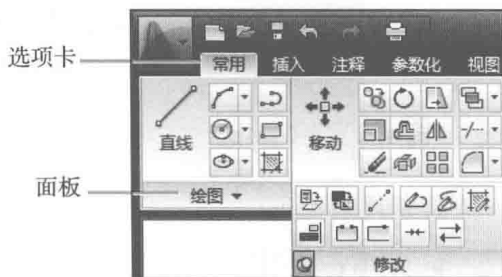 选项卡
常用 插入 注释 参数化 视图
直线
移动
面板
绘图
修改